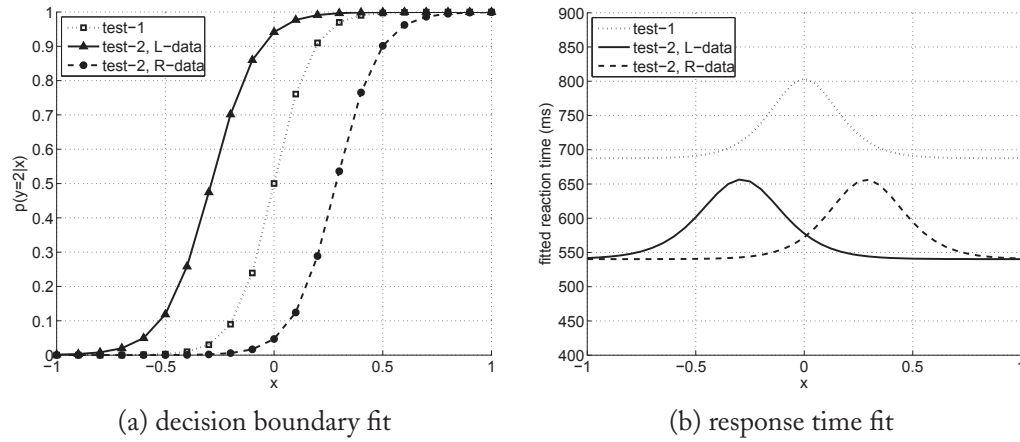 test−1
test−2, L−data
test−2, R−data
p(y=2|x)
1
0.9
0.8
0.7
0.6
0.5
0.4
0.3
0.2
0.1
0
−1
−0.5
0
0.5
1
x
(a) decision boundary fit
test−1
test−2, L−data
test−2, R−data
fitted reaction time (ms)
900
850
800
750
700
650
600
550
500
450
400
−1
−0.5
0
0.5
1
x
(b) response time fit